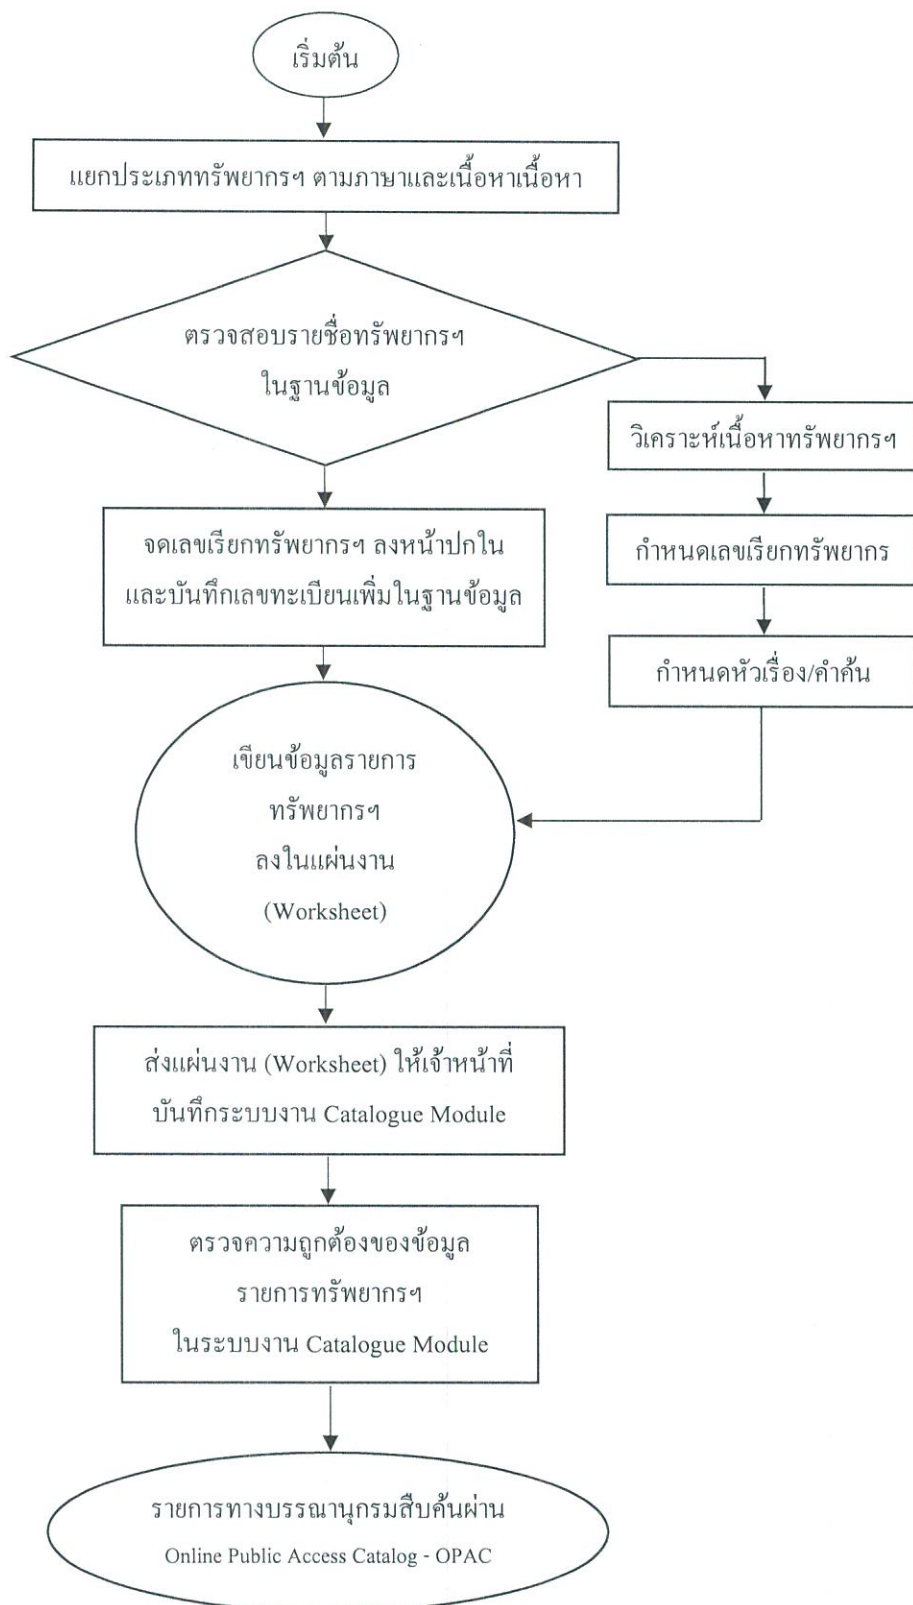 เริ่มต้น
แยกประเภททรัพยากรฯ ตามภาษาและเนื้อหาเนื้อหา
ตรวจสอบรายชื่อทรัพยากรฯ
ในฐานข้อมูล
วิเคราะห์เนื้อหาทรัพยากรฯ
กำหนดเลขเรียกทรัพยากร
กำหนดหัวเรื่อง/คำค้น
จดเลขเรียกทรัพยากรฯ ลงหน้าปกใน
และบันทึกเลขทะเบียนเพิ่มในฐานข้อมูล
เขียนข้อมูลรายการ
ทรัพยากรฯ
ลงในแผ่นงาน
(Worksheet)
ส่งแผ่นงาน (Worksheet) ให้เจ้าหน้าที่
บันทึกระบบงาน Catalogue Module
ตรวจความถูกต้องของข้อมูล
รายการทรัพยากรฯ
ในระบบงาน Catalogue Module
รายการทางบรรณานุกรมสืบค้นผ่าน
Online Public Access Catalog - OPAC